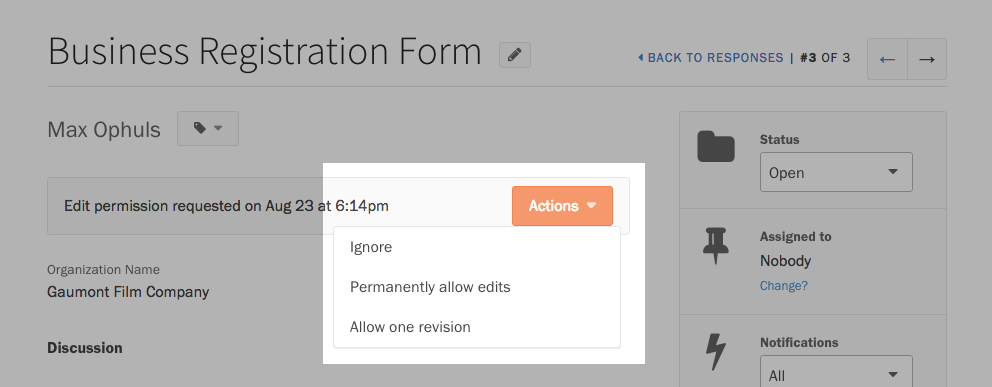 Business Registration Form
BACK TO RESPONSES | #3 OF 3
← →
Max Ophuls
Edit permission requested on Aug 23 at 6:14pm
Actions
Ignore
Permanently allow edits
Allow one revision
Organization Name
Gaumont Film Company
Discussion
Status
Open
Assigned to
Nobody
Change?
Notifications
All